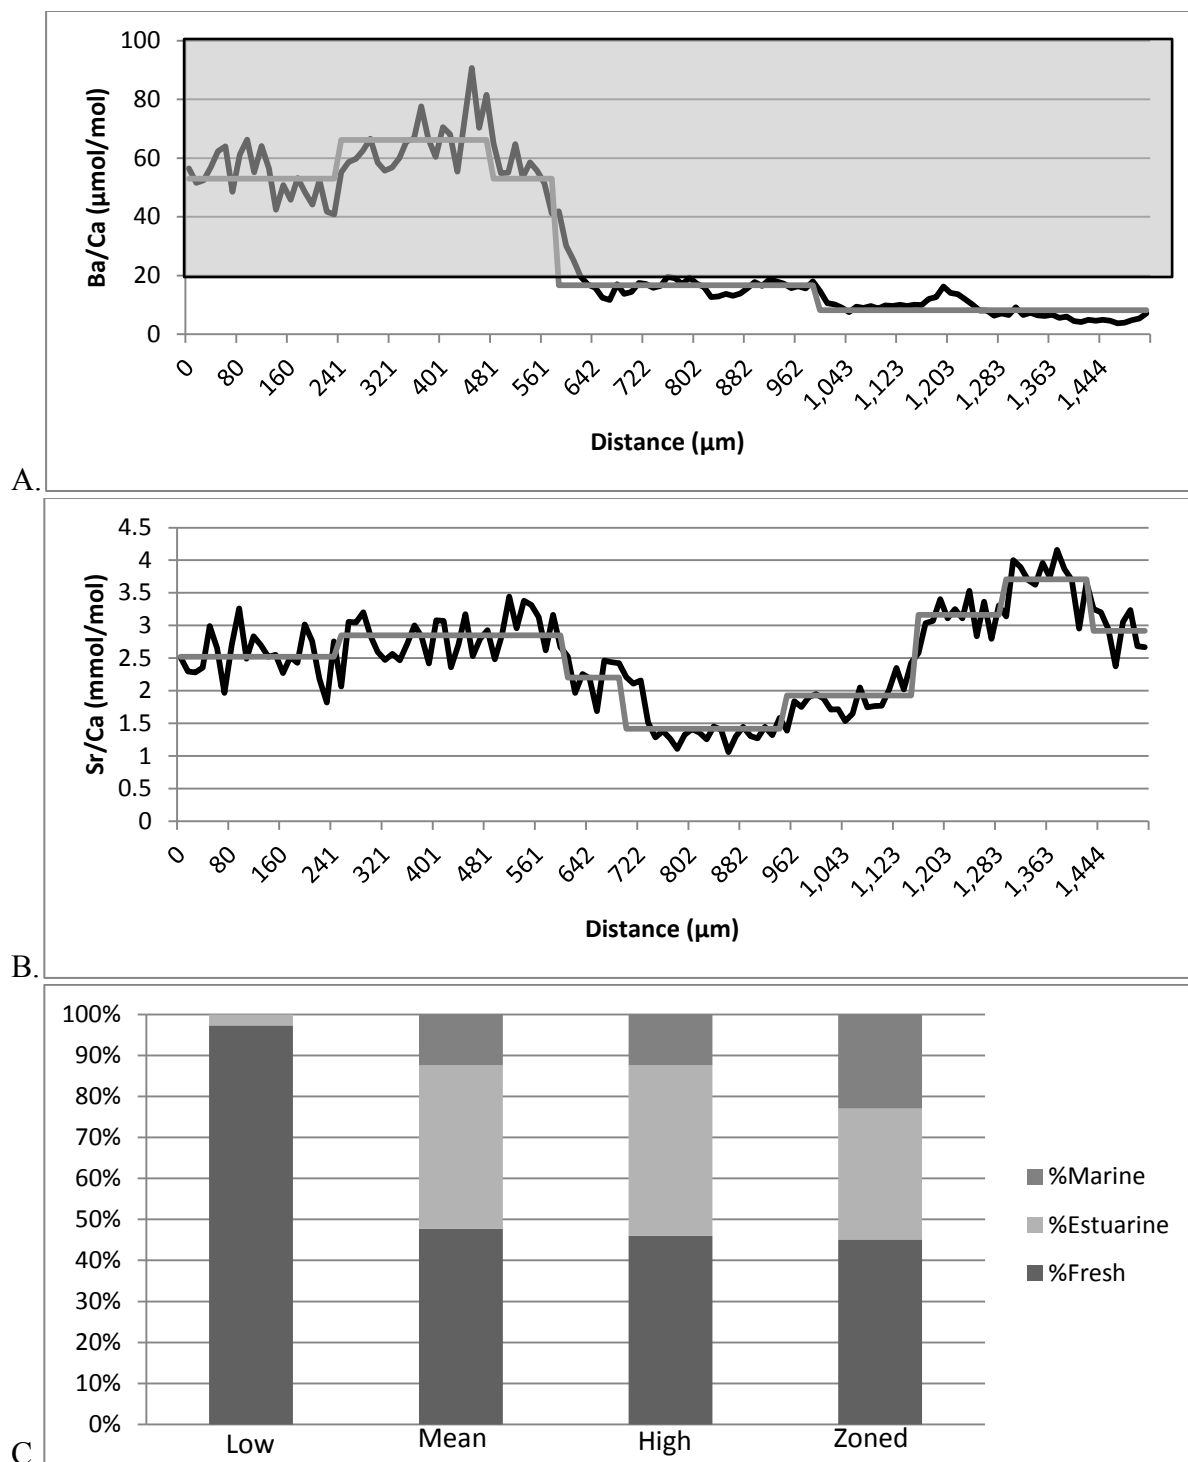 100
80
60
40
20
0
Ba/Ca (µmol/mol)
0 80 160 241 321 401 481 561 642 722 802 882 962 1,043 1,123 1,203 1,283 1,363 1,444
Distance (µm)
A.
4.5
4
3.5
3
2.5
2
1.5
1
0.5
0
Sr/Ca (mmol/mol)
0 80 160 241 321 401 481 561 642 722 802 882 962 1,043 1,123 1,203 1,283 1,363 1,444
Distance (µm)
B.
100%
90%
80%
70%
60%
50%
40%
30%
20%
10%
0%
Low Mean High Zoned
%Marine
%Estuarine
%Fresh
C